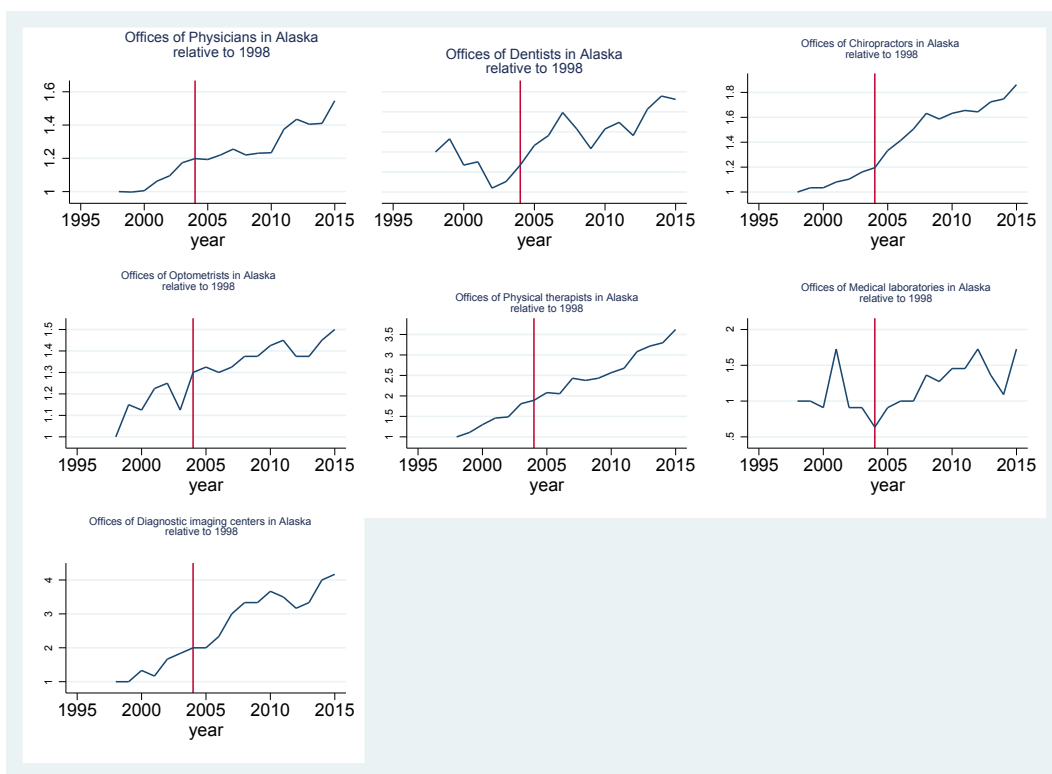 Offices of Physicians in Alaska
relative to 1998
1
1.2
1.4
1.6
1995 2000 2005 2010 2015
year
Offices of Dentists in Alaska
relative to 1998
1995 2000 2005 2010 2015
year
Offices of Chiropractors in Alaska
relative to 1998
1
1.2
1.4
1.6
1.8
1995 2000 2005 2010 2015
year
Offices of Optometrists in Alaska
relative to 1998
1
1.1
1.2
1.3
1.4
1.5
1995 2000 2005 2010 2015
year
Offices of Physical therapists in Alaska
relative to 1998
1
1.5
2
2.5
3
3.5
1995 2000 2005 2010 2015
year
Offices of Medical laboratories in Alaska
relative to 1998
.5
1
1.5
2
1995 2000 2005 2010 2015
year
Offices of Diagnostic imaging centers in Alaska
relative to 1998
1
2
3
4
1995 2000 2005 2010 2015
year